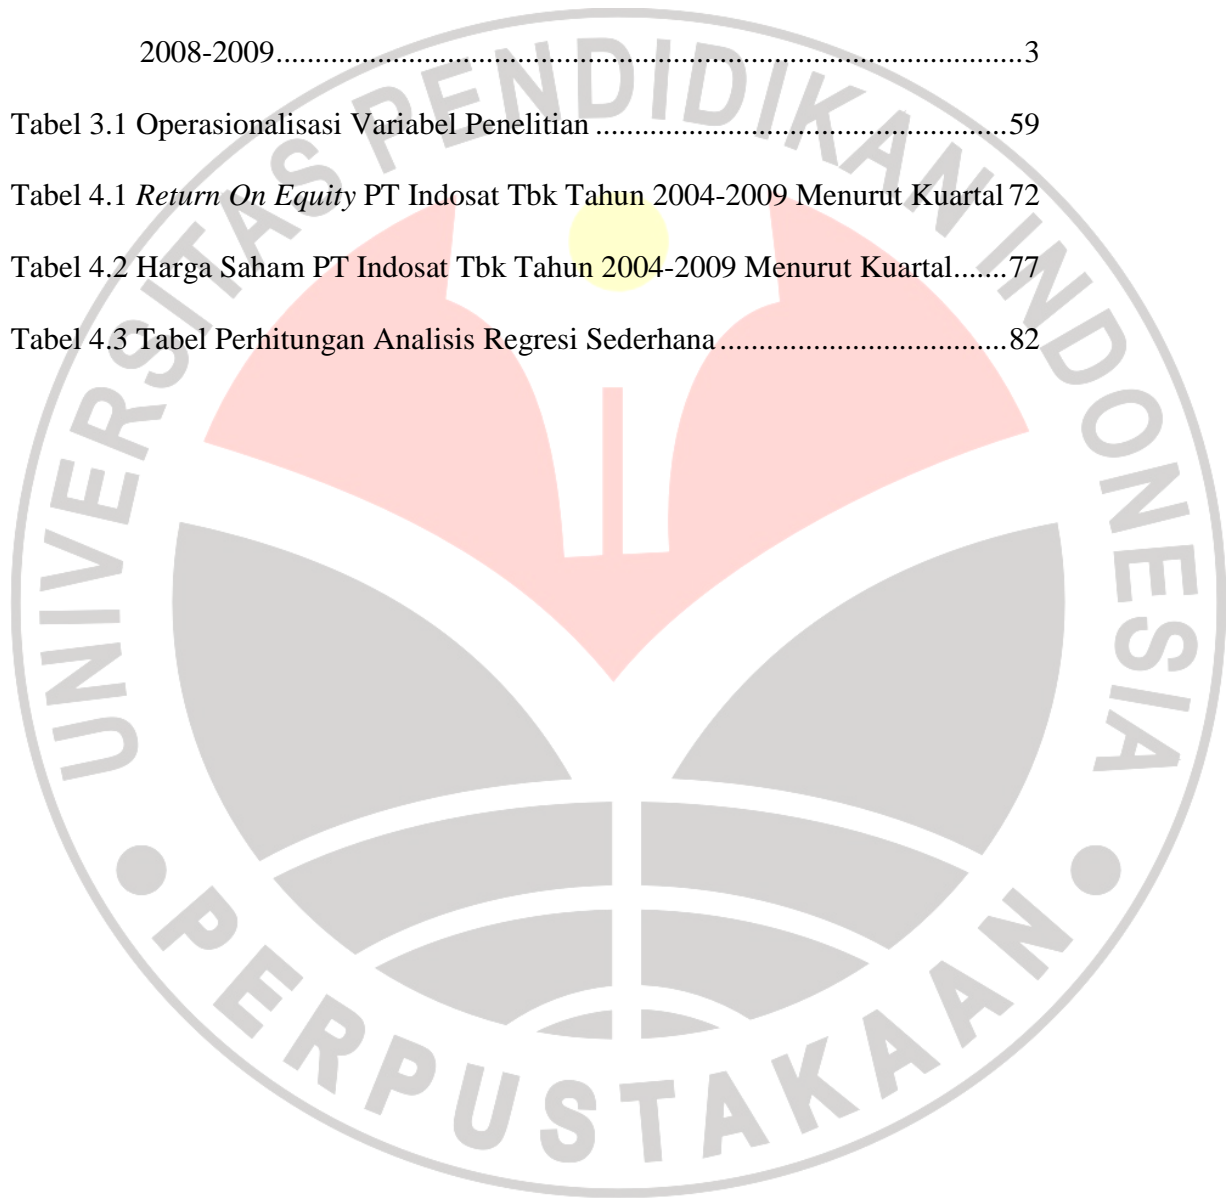 2008-2009................................................................................................3
Tabel 3.1 Operasionalisasi Variabel Penelitian .....................................................59
Tabel 4.1 Return On Equity PT Indosat Tbk Tahun 2004-2009 Menurut Kuartal 72
Tabel 4.2 Harga Saham PT Indosat Tbk Tahun 2004-2009 Menurut Kuartal.......77
Tabel 4.3 Tabel Perhitungan Analisis Regresi Sederhana .....................................82
UNIVERSITAS PENDIDIKAN INDONESIA
PERPUSTAKAAN